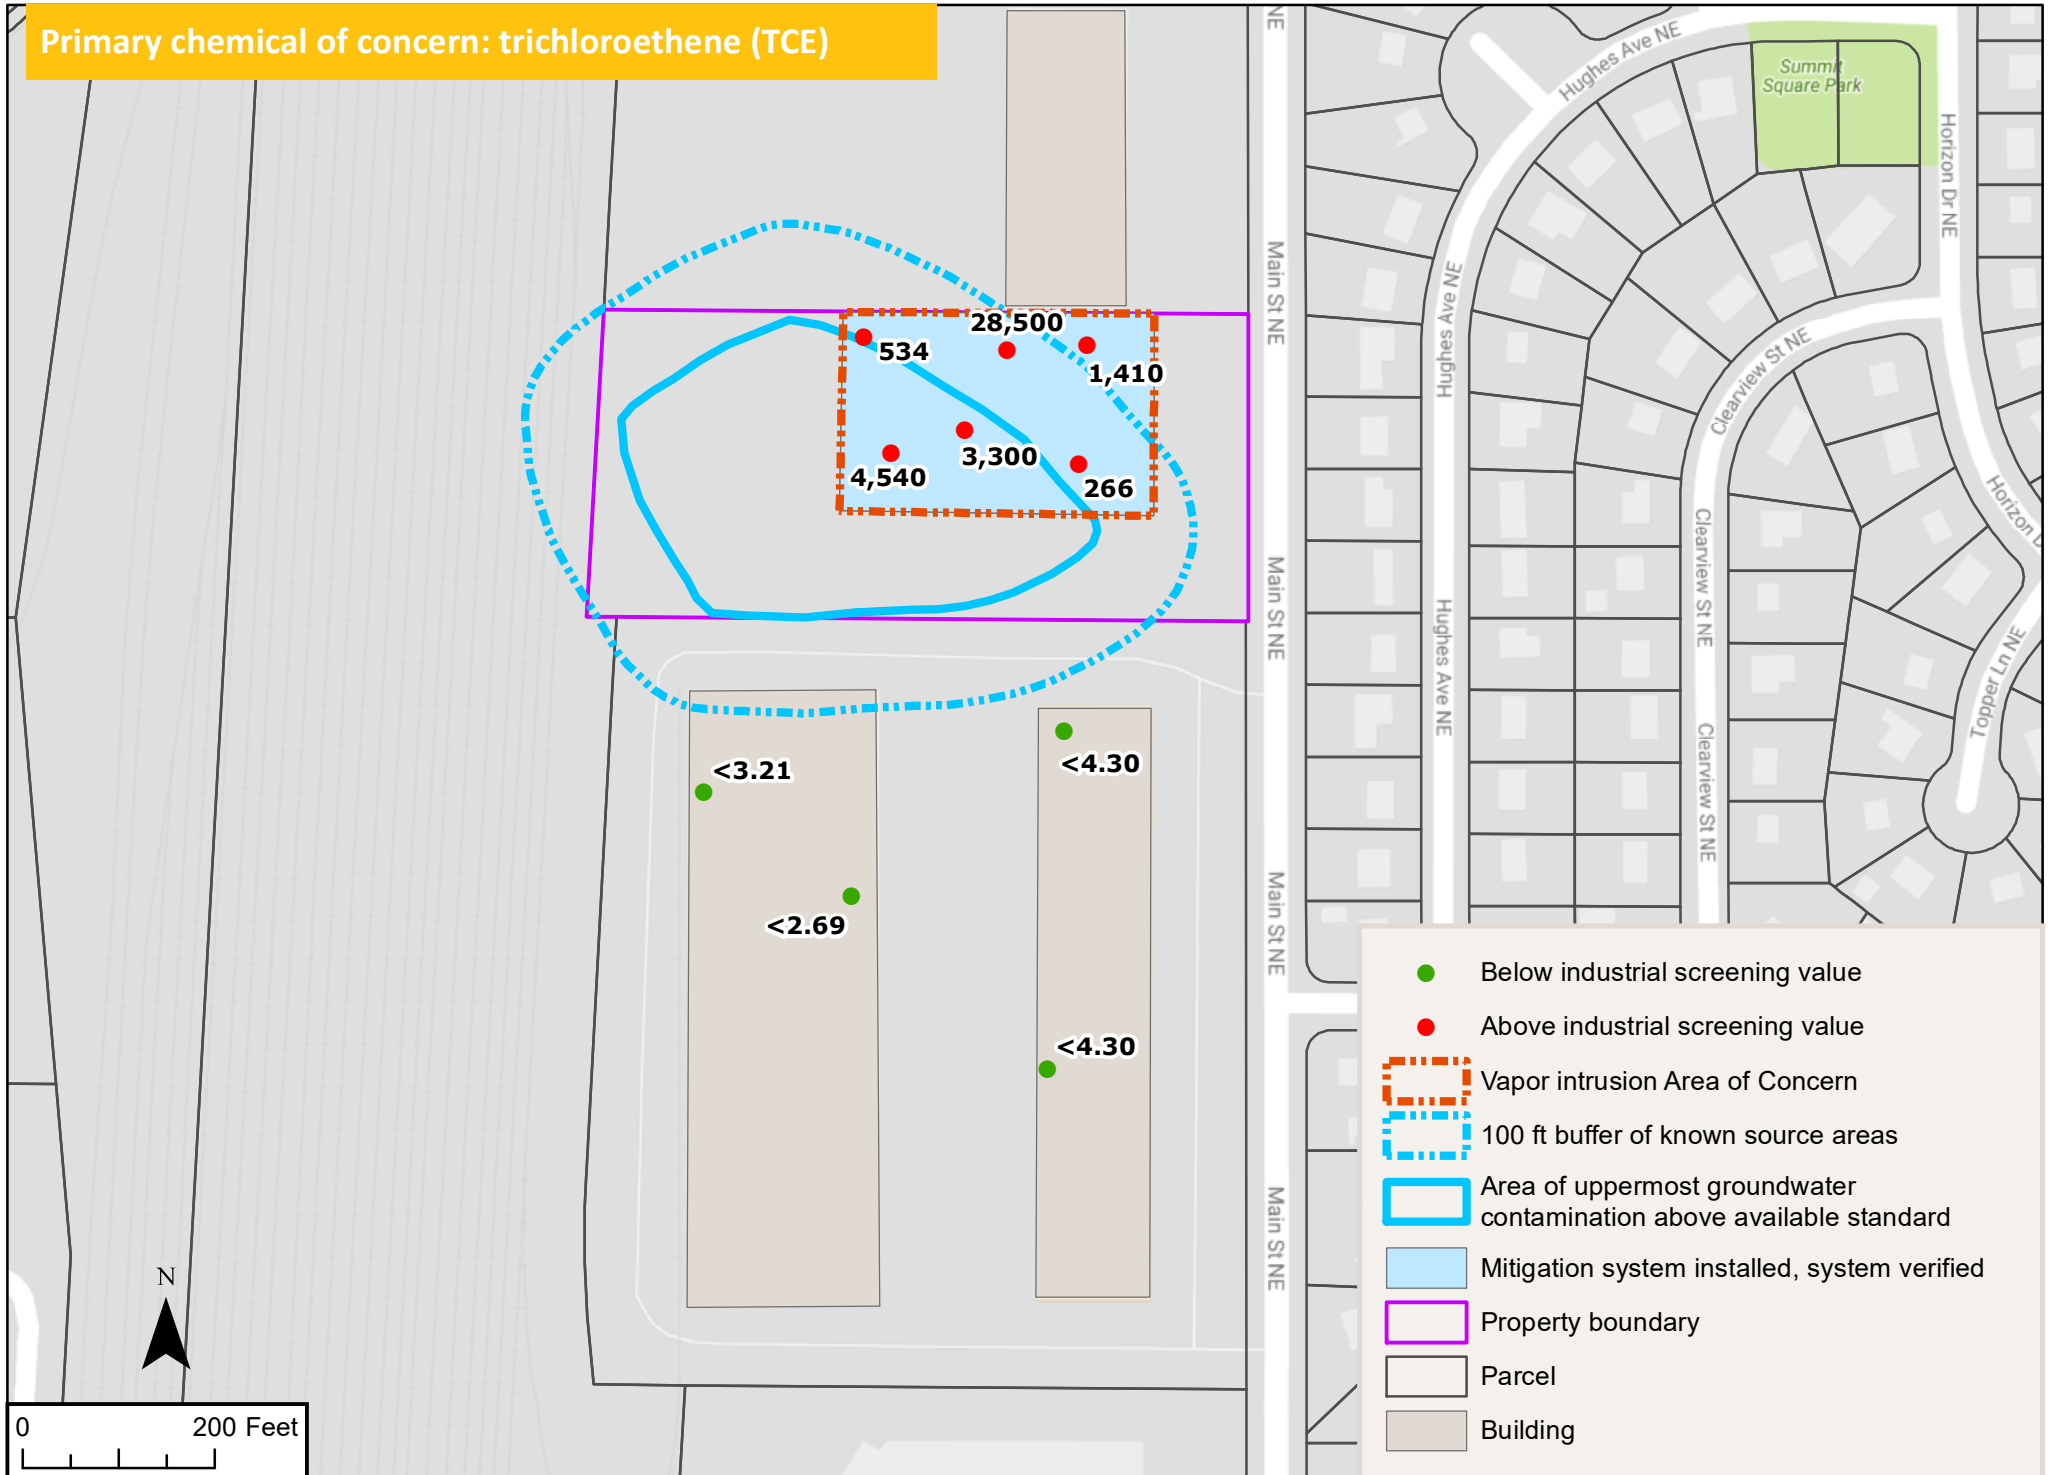 Primary chemical of concern: trichloroethene (TCE)
NE
Hughes Ave NE
Summit
Square Park
Horizon Dr NE
Main St NE
Hughes Ave NE
28,500
534
1,410
Clearview St NE
3,300
4,540
266
Horizon D
Clearview St NE
Main St NE
Hughes Ave NE
Topper Ln NE
Clearview St NE
<3.21
<4.30
<2.69
Main St NE
<4.30
Main St NE
Below industrial screening value
Above industrial screening value
Vapor intrusion Area of Concern
100 ft buffer of known source areas
Area of uppermost groundwater
contamination above available standard
Mitigation system installed, system verified
Property boundary
Parcel
Building
N
0 200 Feet